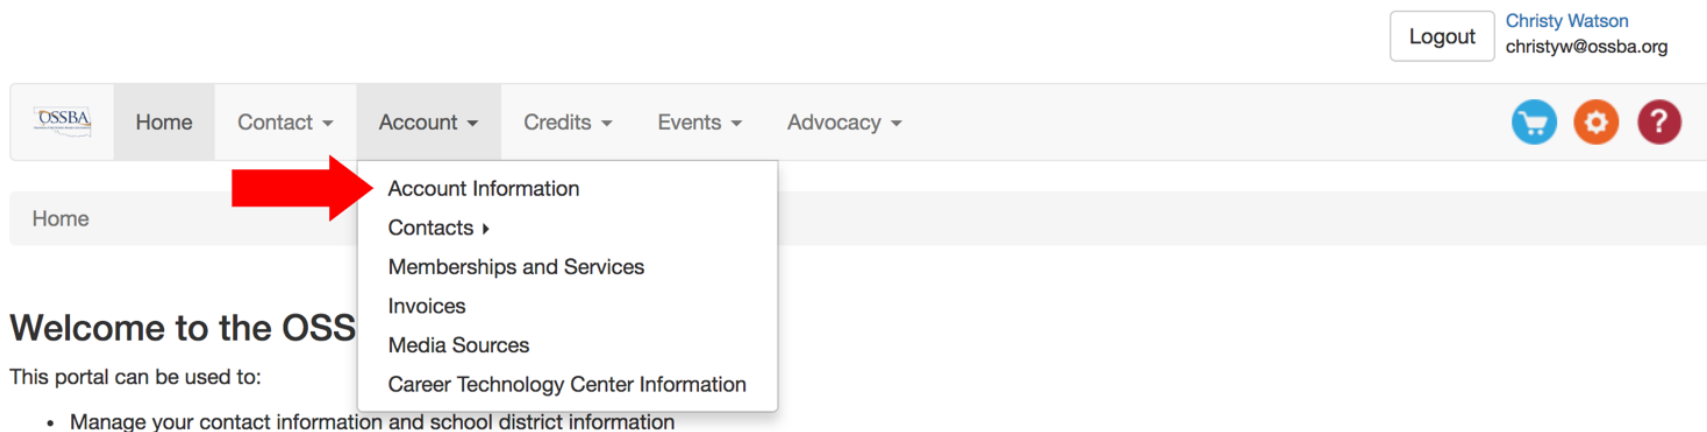 Logout
Christy Watson
christyw@ossba.org
OSSBA
Home
Contact
Account
Credits
Events
Advocacy
?
Account Information
Home
Contacts
Memberships and Services
Invoices
Welcome to the OSS
Media Sources
This portal can be used to:
Career Technology Center Information
• Manage your contact information and school district information